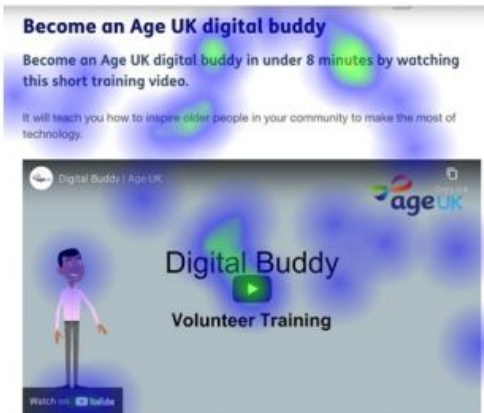 Become an Age UK digital buddy
Become an Age UK digital buddy in under 8 minutes by watching
this short training video.
It will teach you how to inspire older people in your community to make the most of
technology.
Digital Buddy | Age UK
Copy link
age UK
Digital Buddy
Volunteer Training
Watch on YouTube